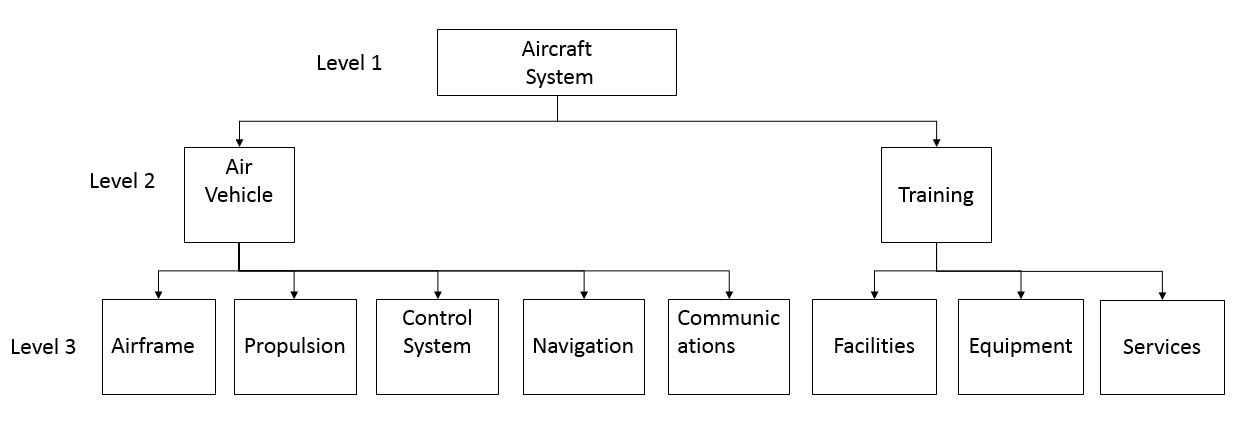 Level 1
Aircraft
System
Level 2
Air
Vehicle
Training
Level 3
Airframe
Propulsion
Control
System
Navigation
Communic
ations
Facilities
Equipment
Services